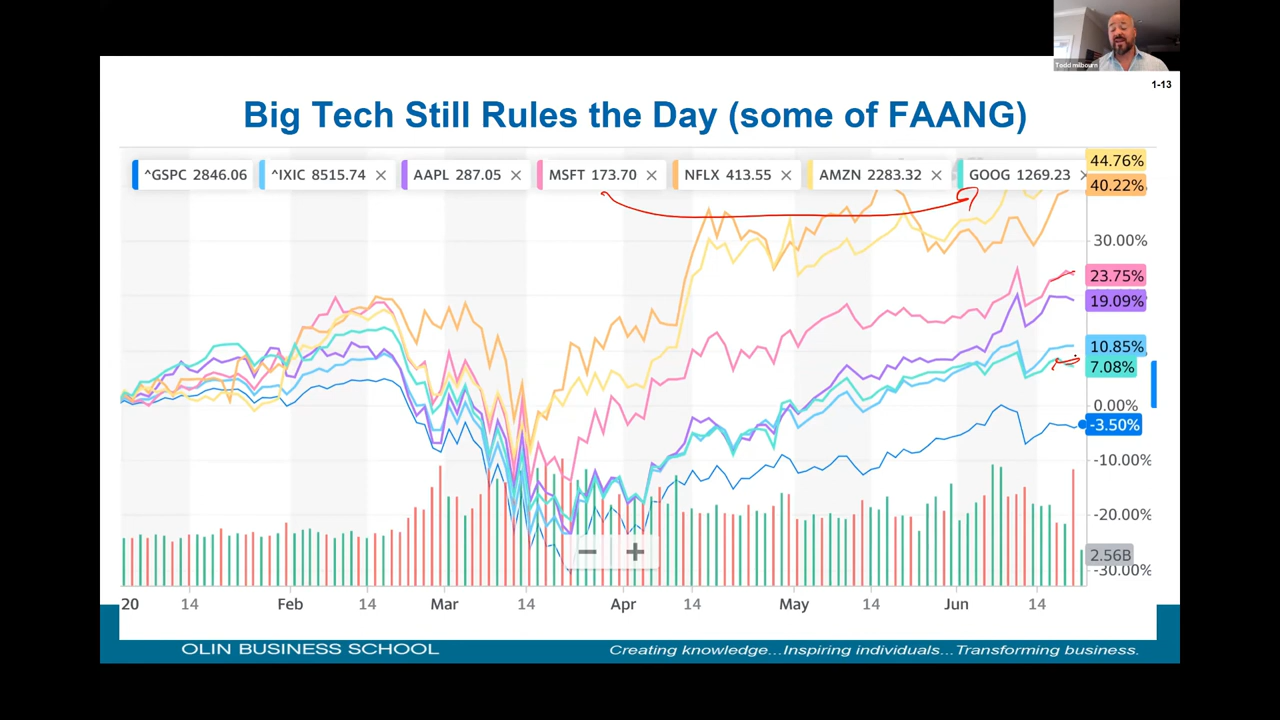 Todd milbourn
1-13
Big Tech Still Rules the Day (some of FAANG)
^GSPC 2846.06 ^IXIC 8515.74 × AAPL 287.05 × MSFT 173.70 × NFLX 413.55 × AMZN 2283.32 × GOOG 1269.23 ×
44.76%
40.22%
30.00%
23.75%
19.09%
10.85%
7.08%
0.00%
-3.50%
-10.00%
-20.00%
2.56B
-30.00%
− +
20 14 Feb 14 Mar 14 Apr 14 May 14 Jun 14
OLIN BUSINESS SCHOOL Creating knowledge...Inspiring individuals...Transforming business.